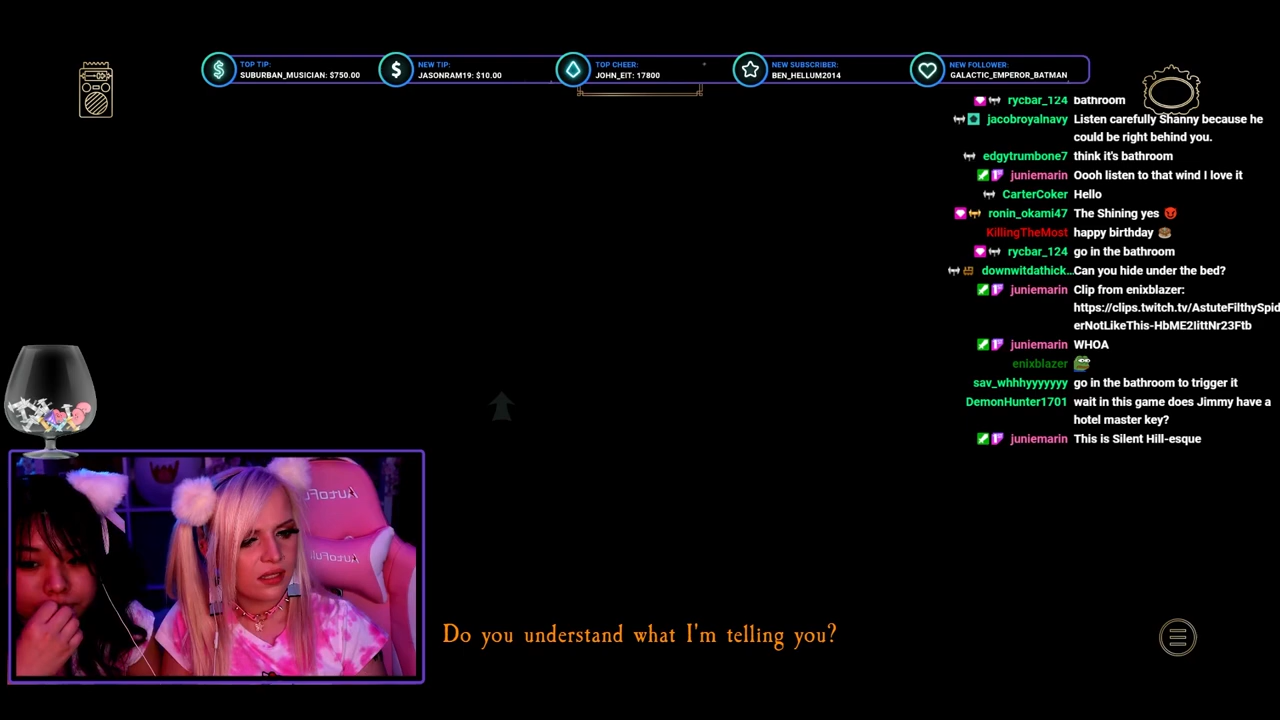 TOP TIP:
SUBURBAN_MUSICIAN: $750.00
NEW TIP:
JASONRAM19: $10.00
TOP CHEER:
JOHN_EIT: 17800
NEW SUBSCRIBER:
BEN_HELLUM2014
NEW FOLLOWER:
GALACTIC_EMPEROR_BATMAN
rycbar_124 bathroom
jacobroyalnavy Listen carefully Shanny because he
could be right behind you.
edgytrumbone7 think it's bathroom
juniemarin Oooh listen to that wind I love it
CarterCoker Hello
ronin_okami47 The Shining yes
KillingTheMost happy birthday
rycbar_124 go in the bathroom
downwitdathick... Can you hide under the bed?
juniemarin Clip from enixblazer:
https://clips.twitch.tv/AstuteFilthySpid
erNotLikeThis-HbME2IittNr23Ftb
juniemarin WHOA
enixblazer
sav_whhhyyyyyyy go in the bathroom to trigger it
DemonHunter1701 wait in this game does Jimmy have a
hotel master key?
juniemarin This is Silent Hill-esque
AutoFu
AutoFull
Do you understand what I'm telling you?